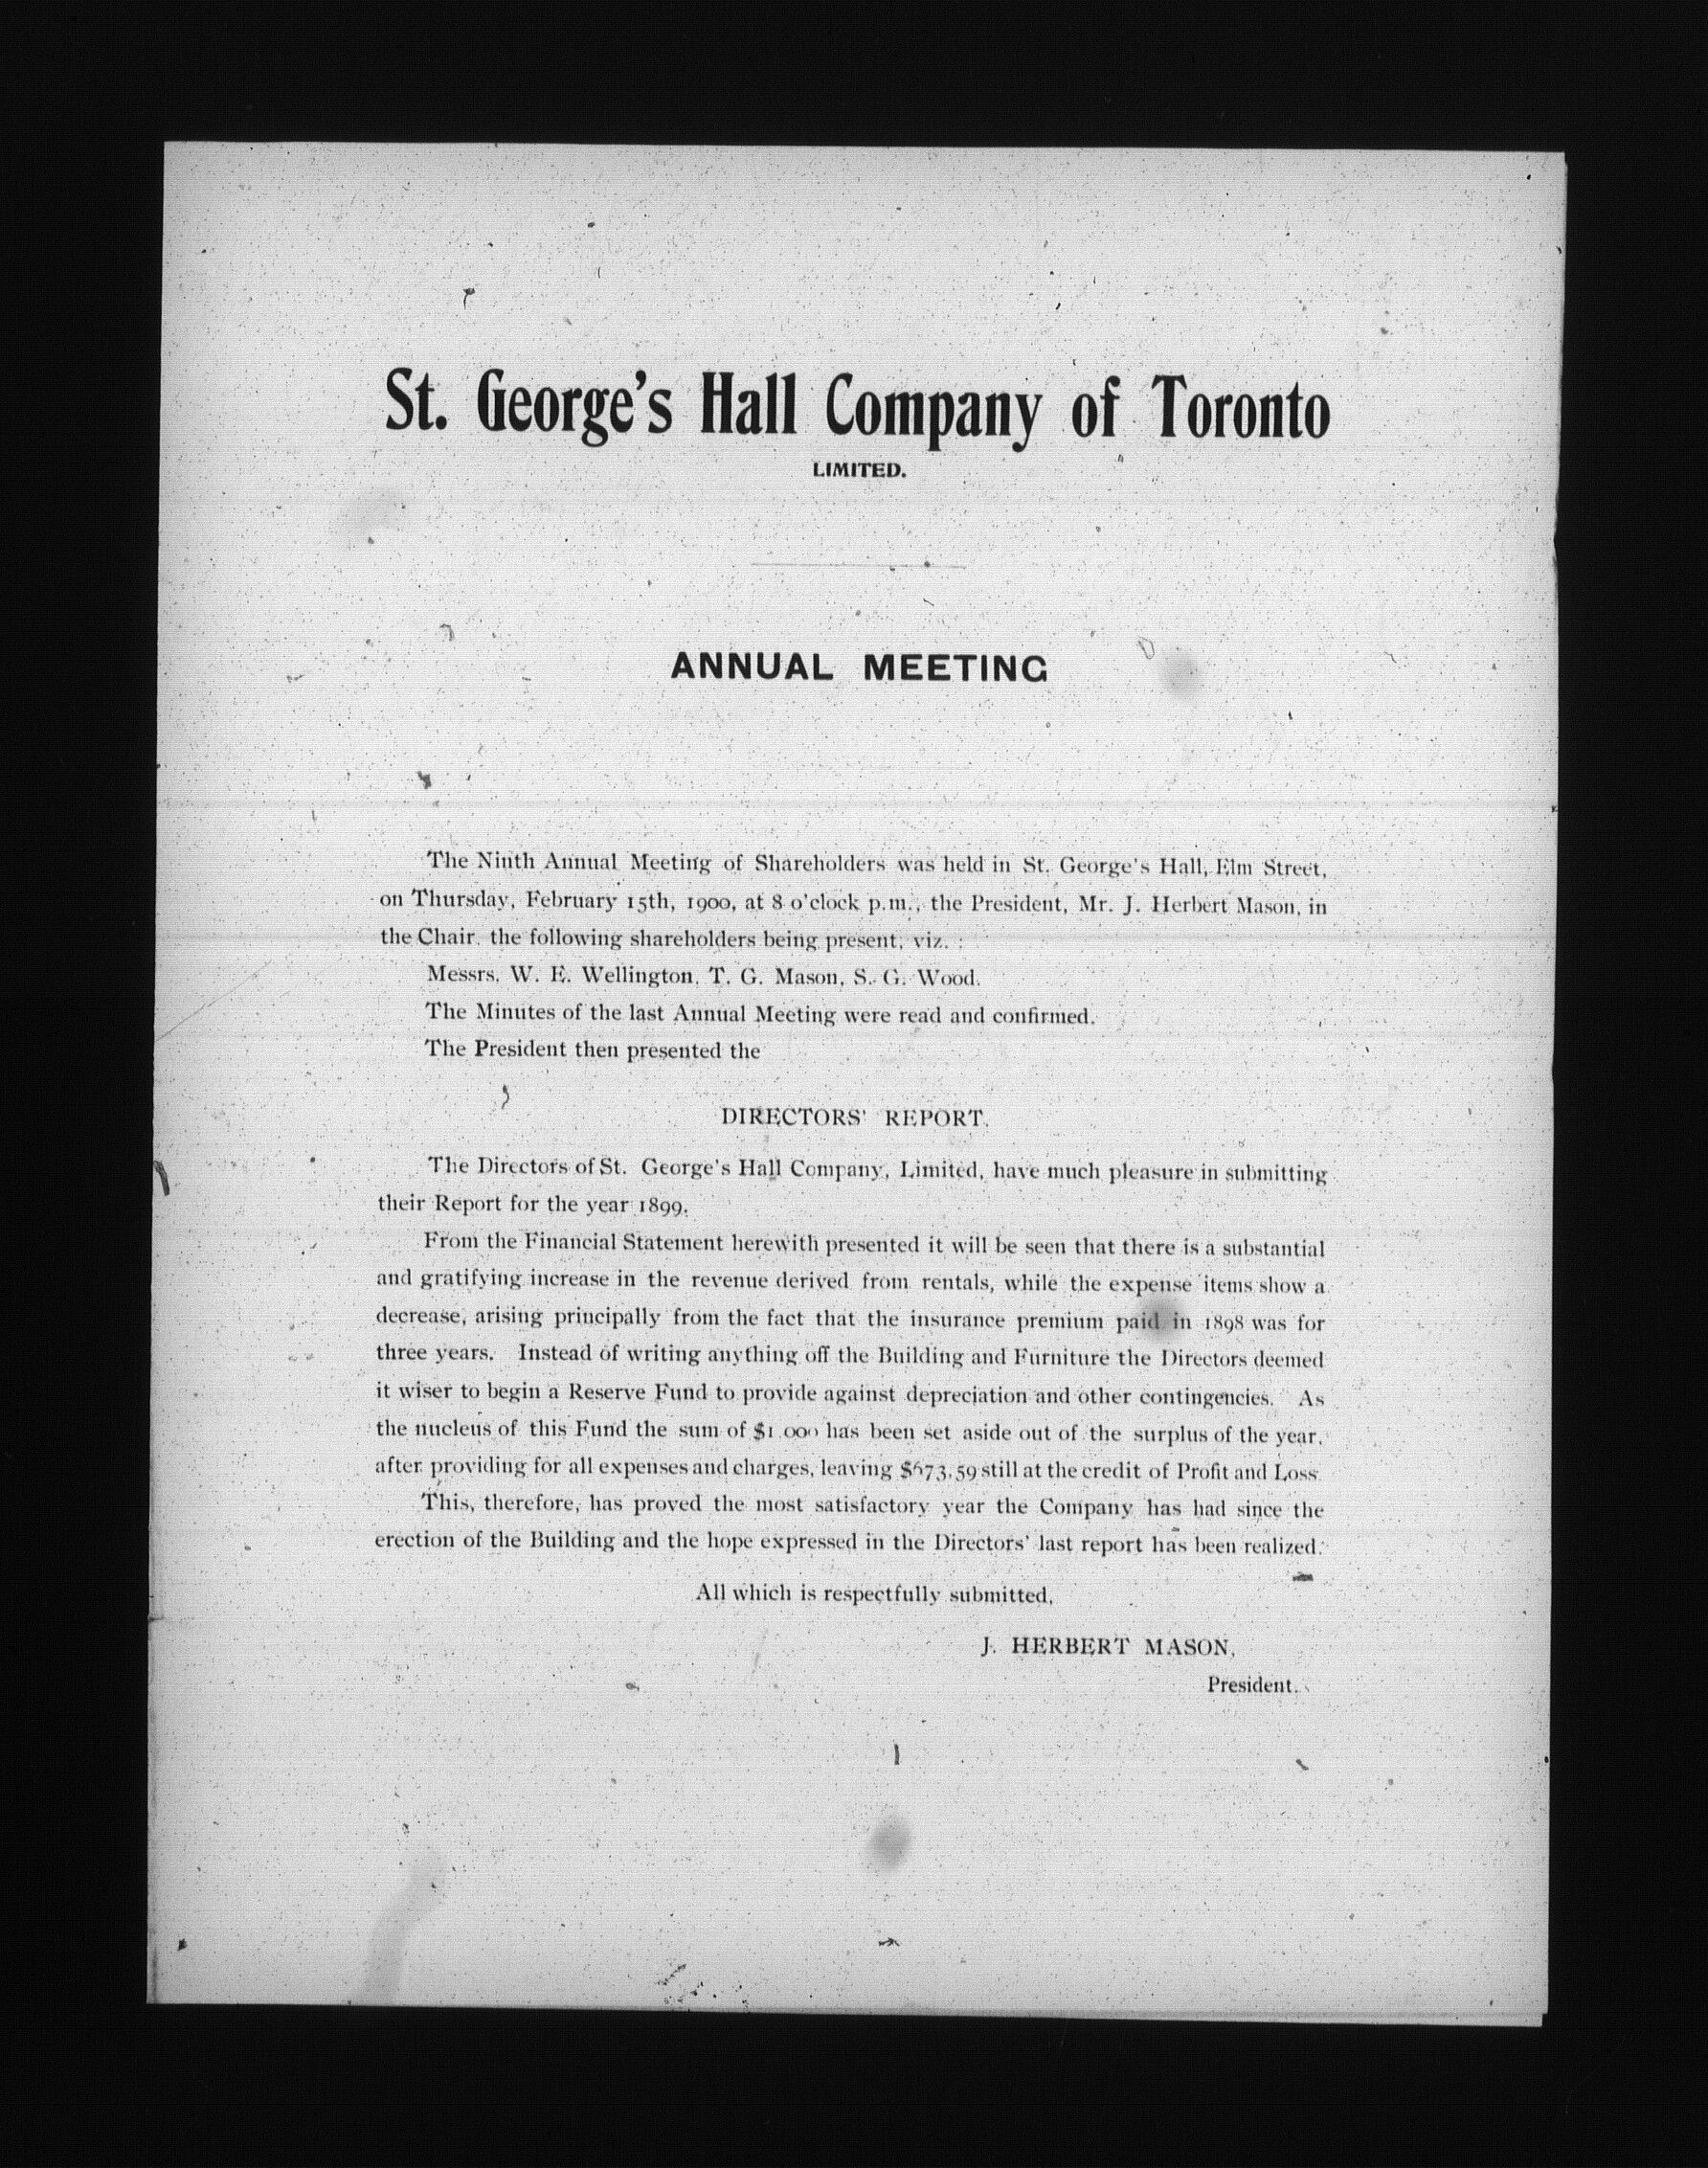 St. George's Hall Company of Toronto
LIMITED.
ANNUAL MEETING
The Ninth Annual Meeting of Shareholders was held in St. George's Hall, Elm Street,
on Thursday, February 15th, 1900, at 8 o'clock p.m., the President, Mr. J. Herbert Mason, in
the Chair, the following shareholders being present, viz. :
Messrs. W. E. Wellington, T. G. Mason, S. G. Wood.
The Minutes of the last Annual Meeting were read and confirmed.
The President then presented the
DIRECTORS' REPORT.
The Directors of St. George's Hall Company, Limited, have much pleasure in submitting
their Report for the year 1899.
From the Financial Statement herewith presented it will be seen that there is a substantial
and gratifying increase in the revenue derived from rentals, while the expense items show a
decrease, arising principally from the fact that the insurance premium paid in 1898 was for
three years. Instead of writing anything off the Building and Furniture the Directors deemed
it wiser to begin a Reserve Fund to provide against depreciation and other contingencies. As
the nucleus of this Fund the sum of $1,000 has been set aside out of the surplus of the year,
after providing for all expenses and charges, leaving still at the credit of Profit and Loss
This, therefore, has proved the most satisfactory year the Company has had since the
erection of the Building and the hope expressed in the Directors' last report has been realized.
All which is respectfully submitted,
J. HERBERT MASON,
President.